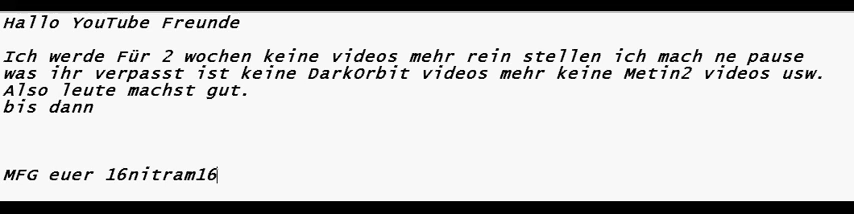 Hallo YouTube Freunde
Ich werde Für 2 wochen keine videos mehr rein stellen ich mach ne pause
was ihr verpasst ist keine DarkOrbit videos mehr keine Metin2 videos usw.
Also leute machst gut.
bis dann
MFG euer 16nitram16